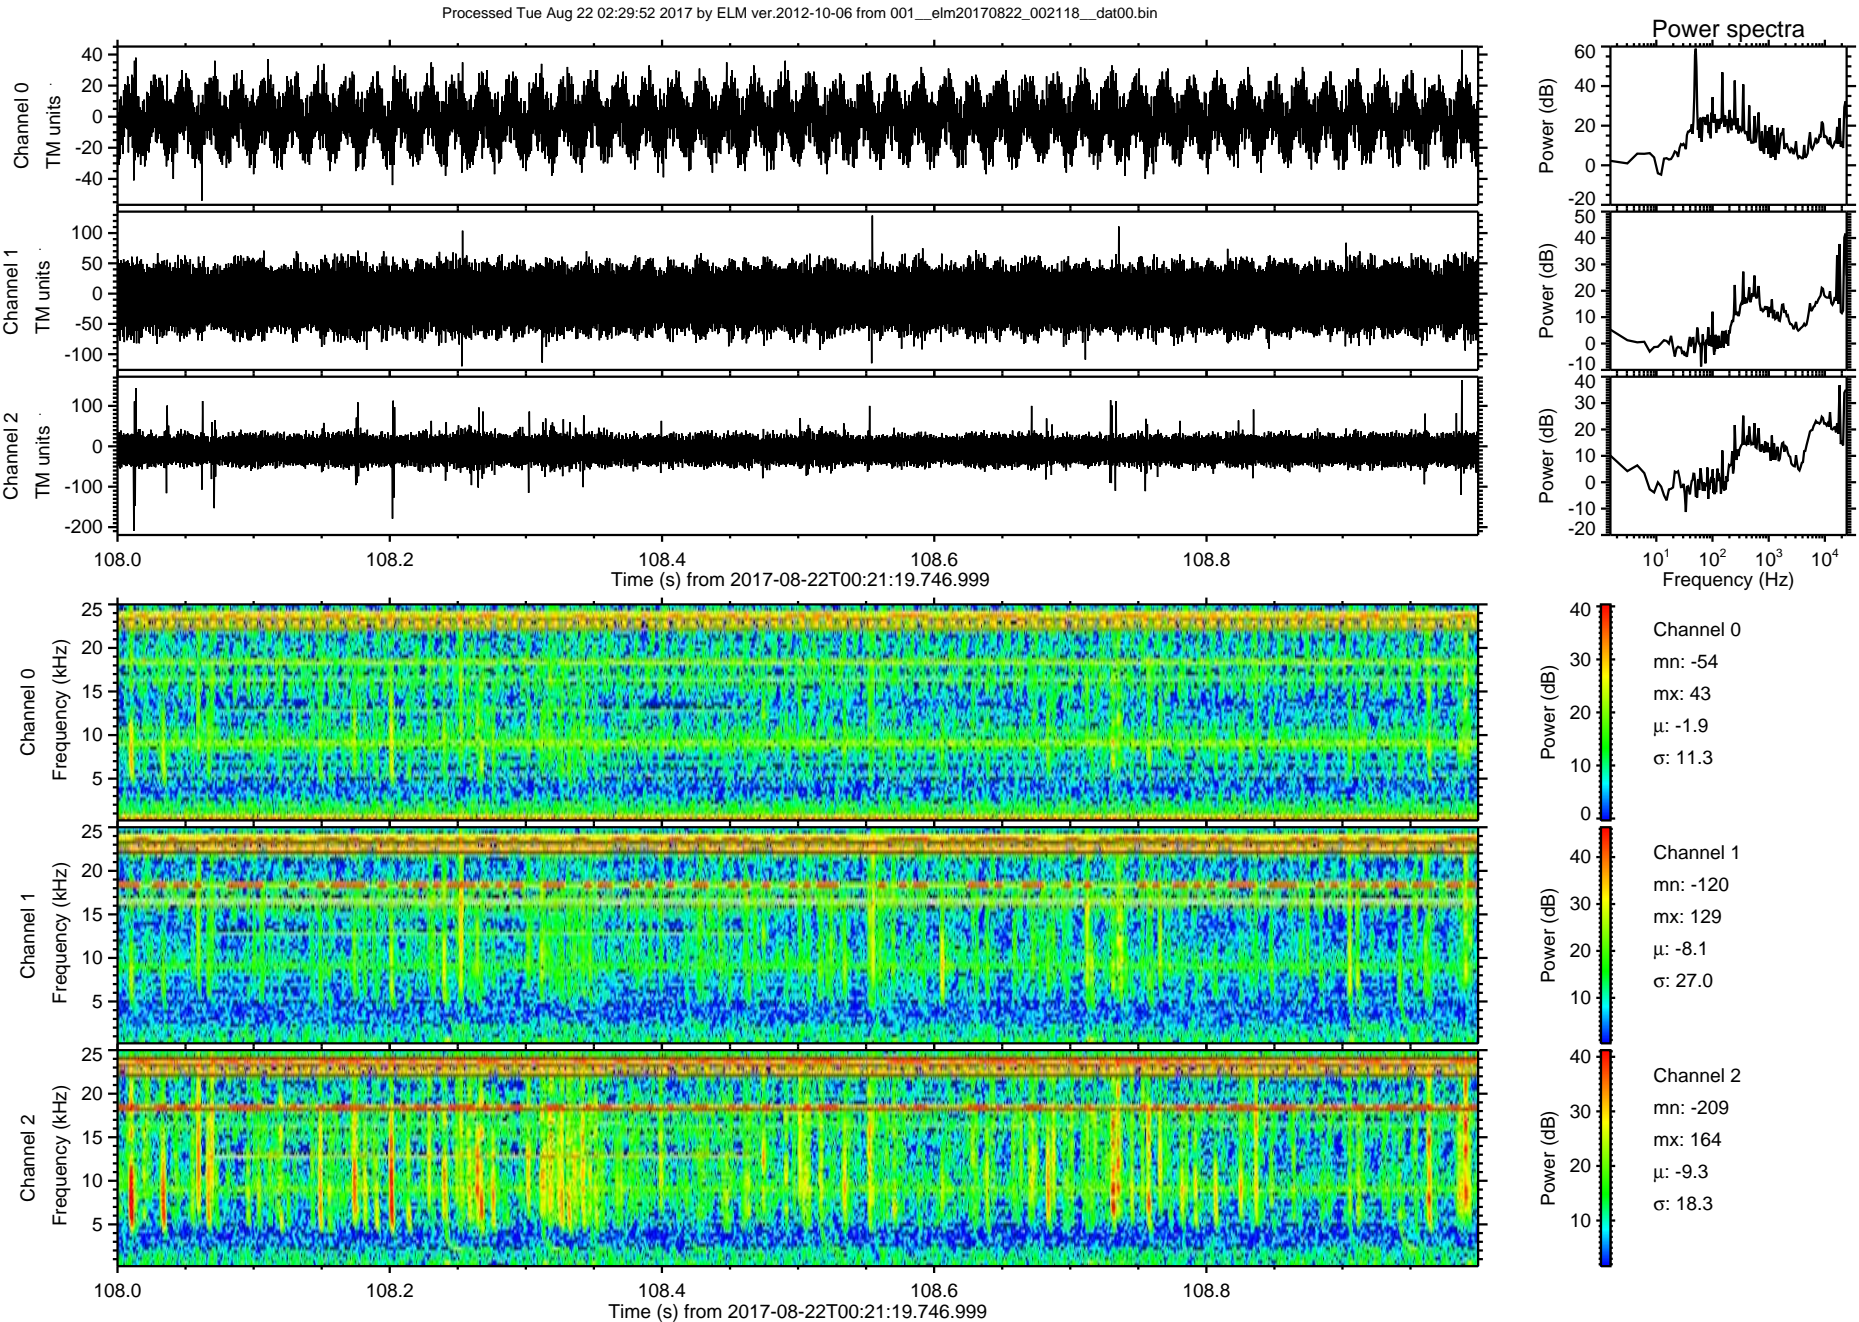 Processed Tue Aug 22 02:29:52 2017 by ELM ver.2012-10-06 from 001__elm20170822_002118__dat00.bin
Power spectra
Channel 0
TM units
40
20
0
-20
-40
Power (dB)
60
40
20
0
-20
Channel 1
TM units
100
50
0
-50
-100
Power (dB)
50
40
30
20
10
0
-10
Channel 2
TM units
100
0
-100
-200
Power (dB)
40
30
20
10
0
-10
-20
108.0 108.2 108.4 108.6 108.8
Time (s) from 2017-08-22T00:21:19.746.999
10^1 10^2 10^3 10^4
Frequency (Hz)
Channel 0
Frequency (kHz)
25
20
15
10
5
Power (dB)
40
30
20
10
0
Channel 0
mn: -54
mx: 43
μ: -1.9
σ: 11.3
Channel 1
Frequency (kHz)
25
20
15
10
5
Power (dB)
40
30
20
10
Channel 1
mn: -120
mx: 129
μ: -8.1
σ: 27.0
Channel 2
Frequency (kHz)
25
20
15
10
5
Power (dB)
40
30
20
10
Channel 2
mn: -209
mx: 164
μ: -9.3
σ: 18.3
108.0 108.2 108.4 108.6 108.8
Time (s) from 2017-08-22T00:21:19.746.999